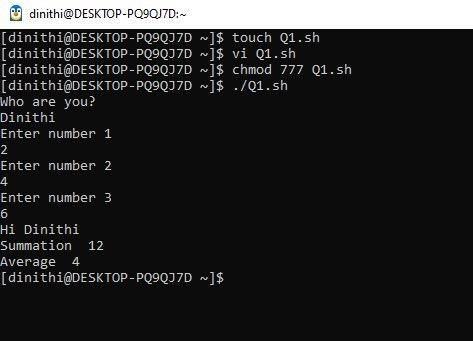 dinithi@DESKTOP-PQ9QJ7D:~
[dinithi@DESKTOP-PQ9QJ7D ~]$ touch Q1.sh
[dinithi@DESKTOP-PQ9QJ7D ~]$ vi Q1.sh
[dinithi@DESKTOP-PQ9QJ7D ~]$ chmod 777 Q1.sh
[dinithi@DESKTOP-PQ9QJ7D ~]$ ./Q1.sh
Who are you?
Dinithi
Enter number 1
2
Enter number 2
4
Enter number 3
6
Hi Dinithi
Summation  12
Average  4
[dinithi@DESKTOP-PQ9QJ7D ~]$